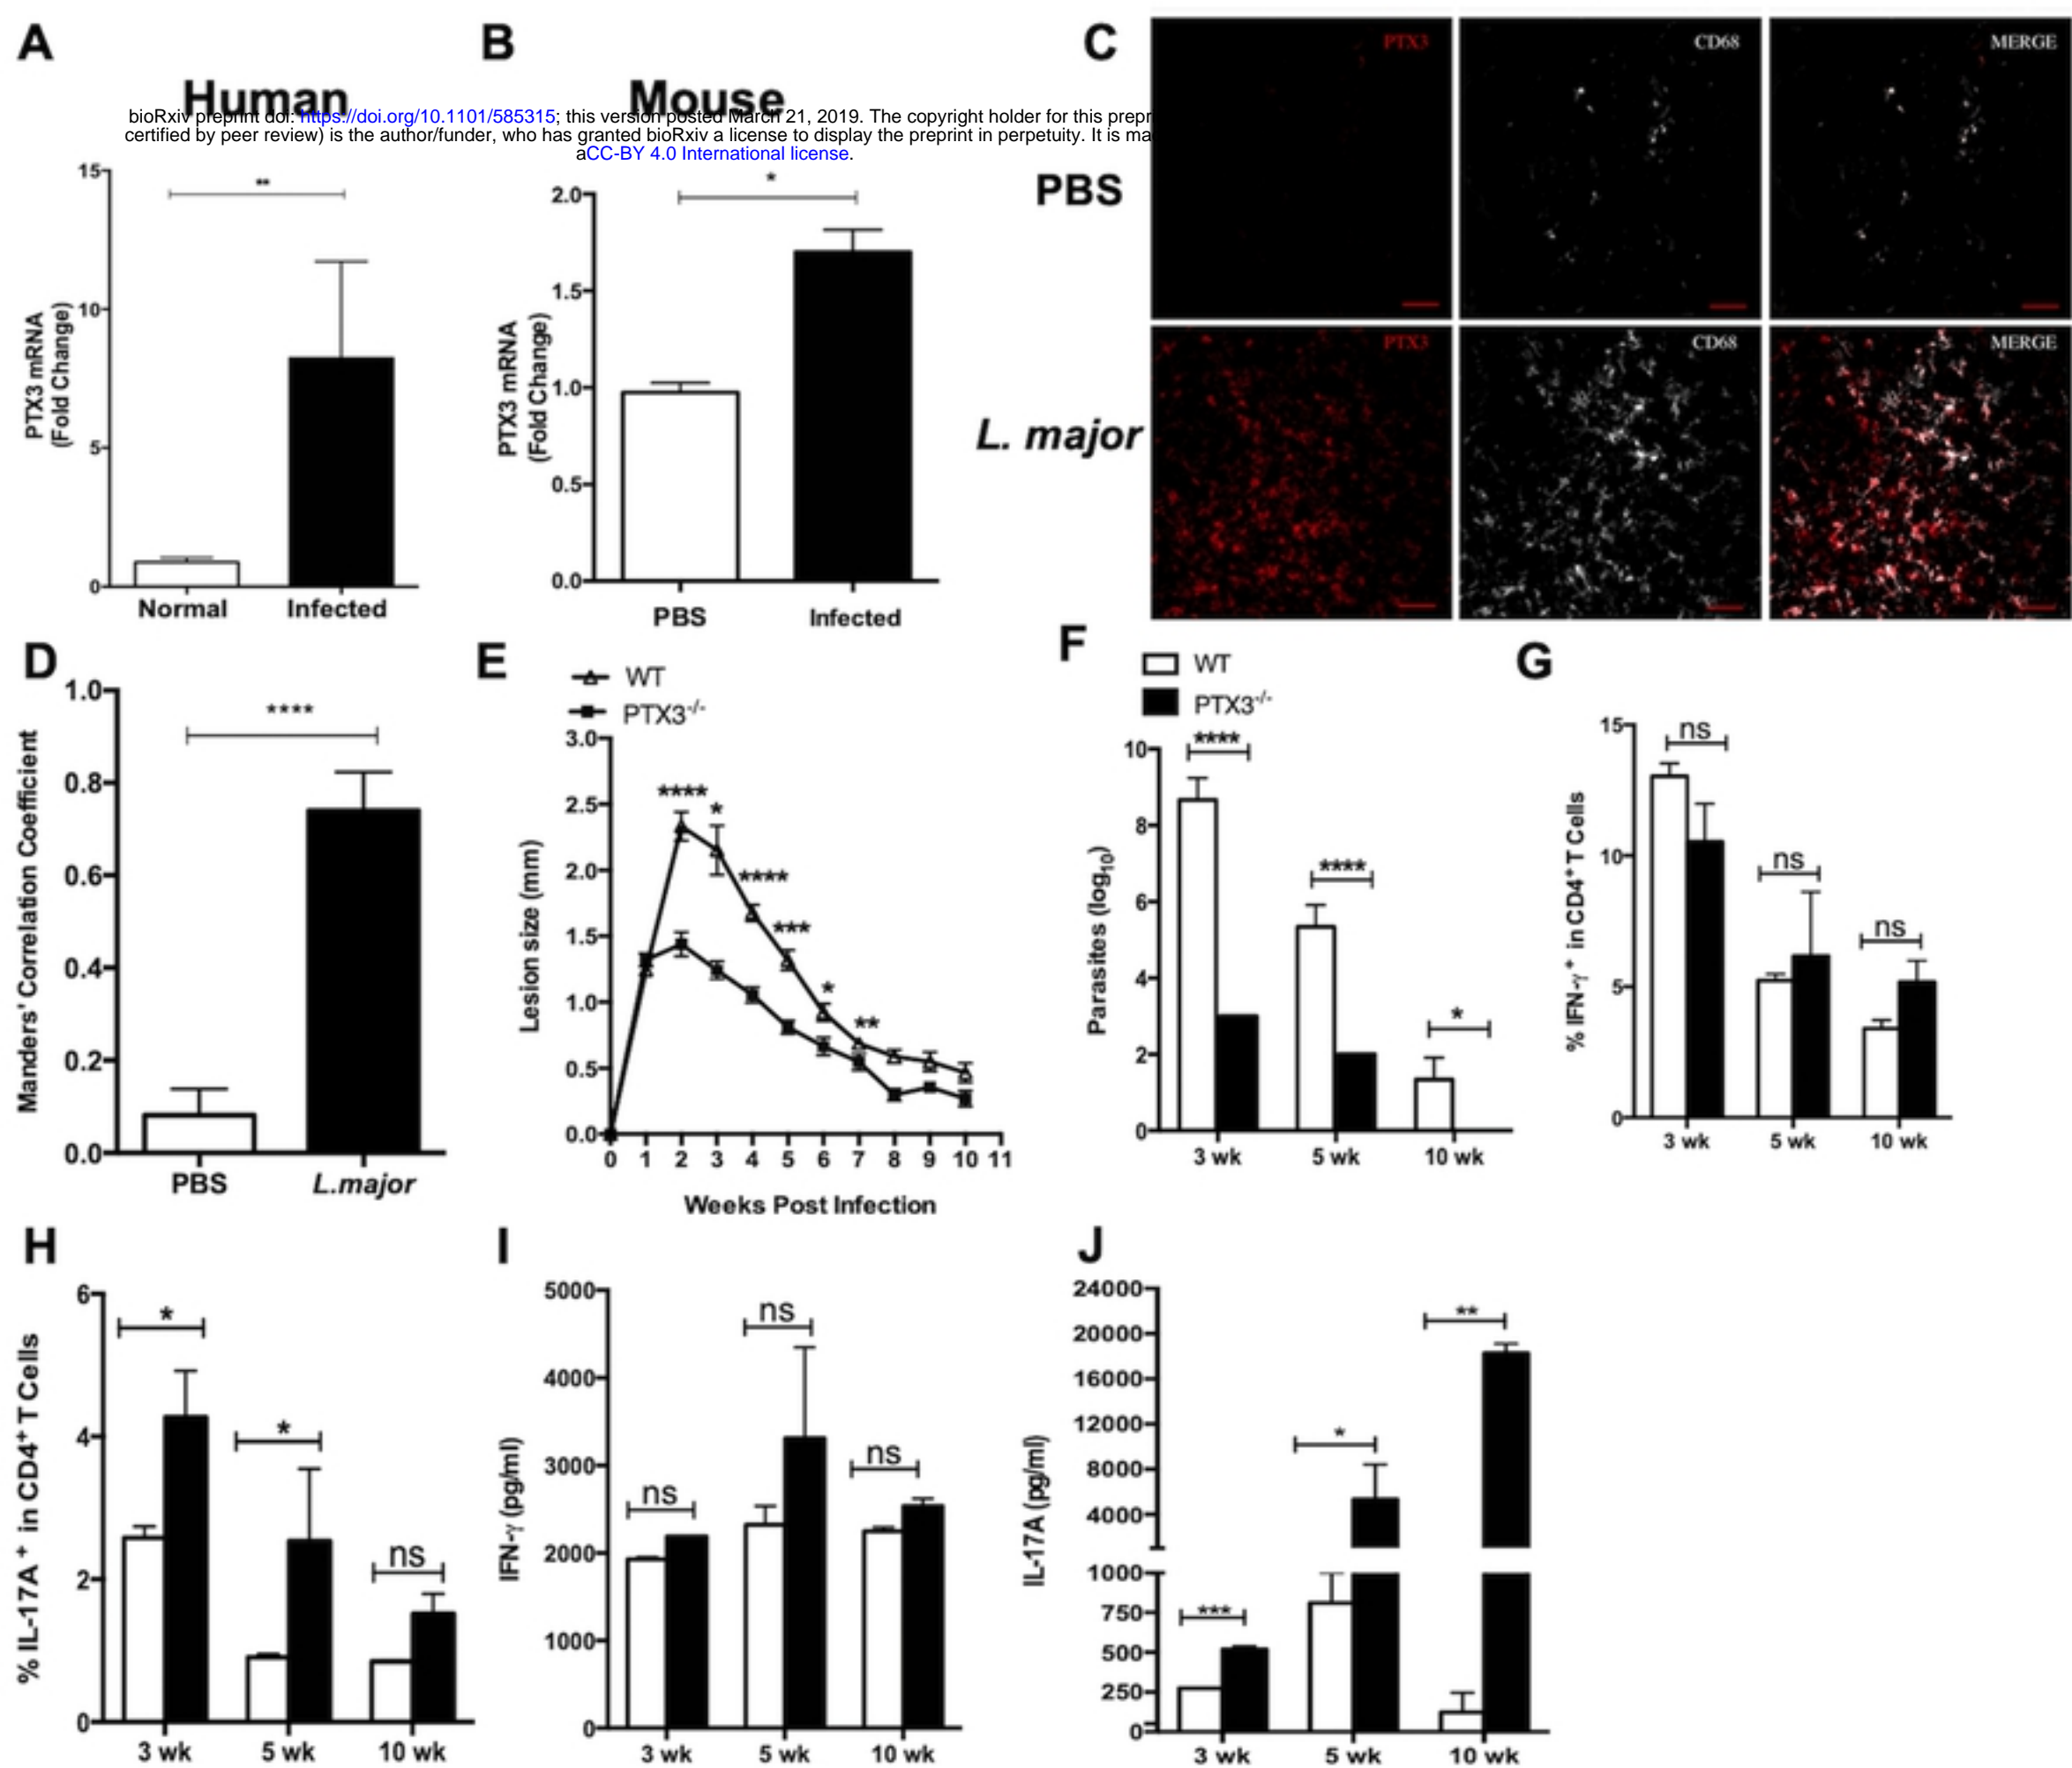 A
B
C
Human
Mouse
bioRxiv preprint doi: https://doi.org/10.1101/585315; this version posted March 21, 2019. The copyright holder for this prepr
certified by peer review) is the author/funder, who has granted bioRxiv a license to display the preprint in perpetuity. It is ma
aCC-BY 4.0 International license.
PTX3 mRNA
(Fold Change)
15
10
5
0
**
Normal
Infected
PTX3 mRNA
(Fold Change)
2.0
1.5
1.0
0.5
0.0
*
PBS
Infected
PBS
L. major
PTX3
CD68
MERGE
PTX3
CD68
MERGE
D
Manders' Correlation Coefficient
1.0
0.8
0.6
0.4
0.2
0.0
****
PBS
L.major
E
WT
PTX3-/-
Lesion size (mm)
3.0
2.5
2.0
1.5
1.0
0.5
0.0
****
*
****
***
*
**
0 1 2 3 4 5 6 7 8 9 10 11
Weeks Post Infection
F
WT
PTX3-/-
Parasites (log10)
10
8
6
4
2
0
****
****
*
3 wk
5 wk
10 wk
G
% IFN-γ+ in CD4+T Cells
15
10
5
0
ns
ns
ns
3 wk
5 wk
10 wk
H
% IL-17A + in CD4+T Cells
6
4
2
0
*
*
ns
3 wk
5 wk
10 wk
I
IFN-γ (pg/ml)
5000
4000
3000
2000
1000
0
ns
ns
ns
3 wk
5 wk
10 wk
J
IL-17A (pg/ml)
24000
20000
16000
12000
8000
4000
1000
750
500
250
0
***
*
**
3 wk
5 wk
10 wk